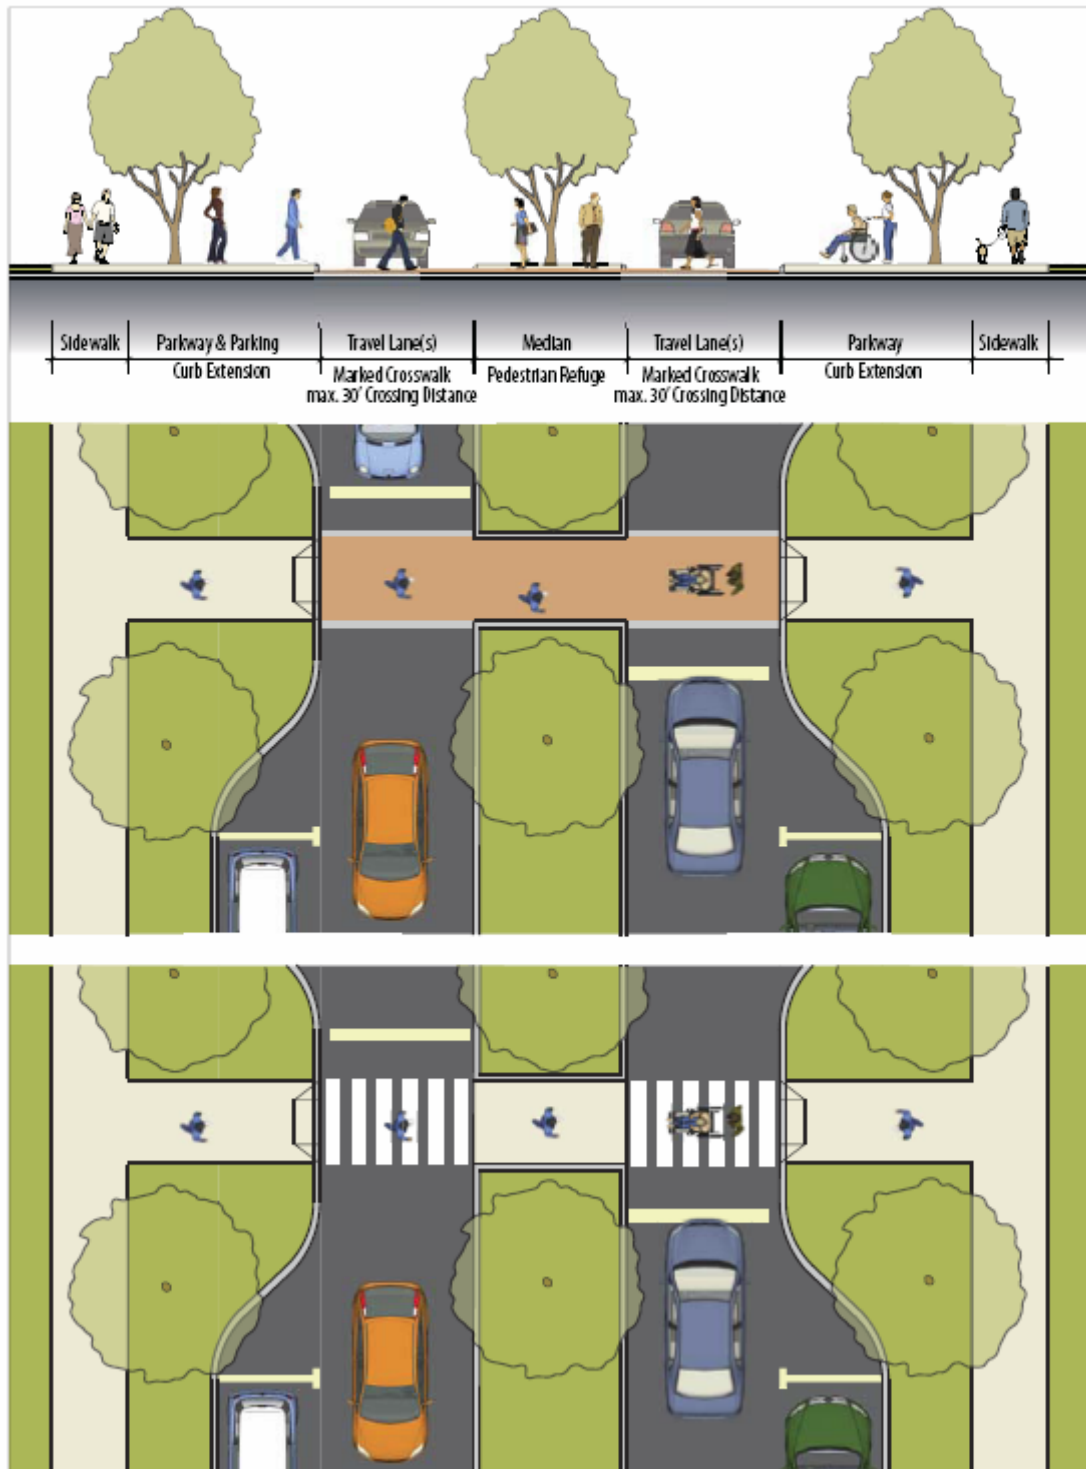 Sidewalk Parkway & Parking Travel Lane(s) Median Travel Lane(s) Parkway Sidewalk
Curb Extension Marked Crosswalk Pedestrian Refuge Marked Crosswalk Curb Extension
max. 30' Crossing Distance max. 30' Crossing Distance